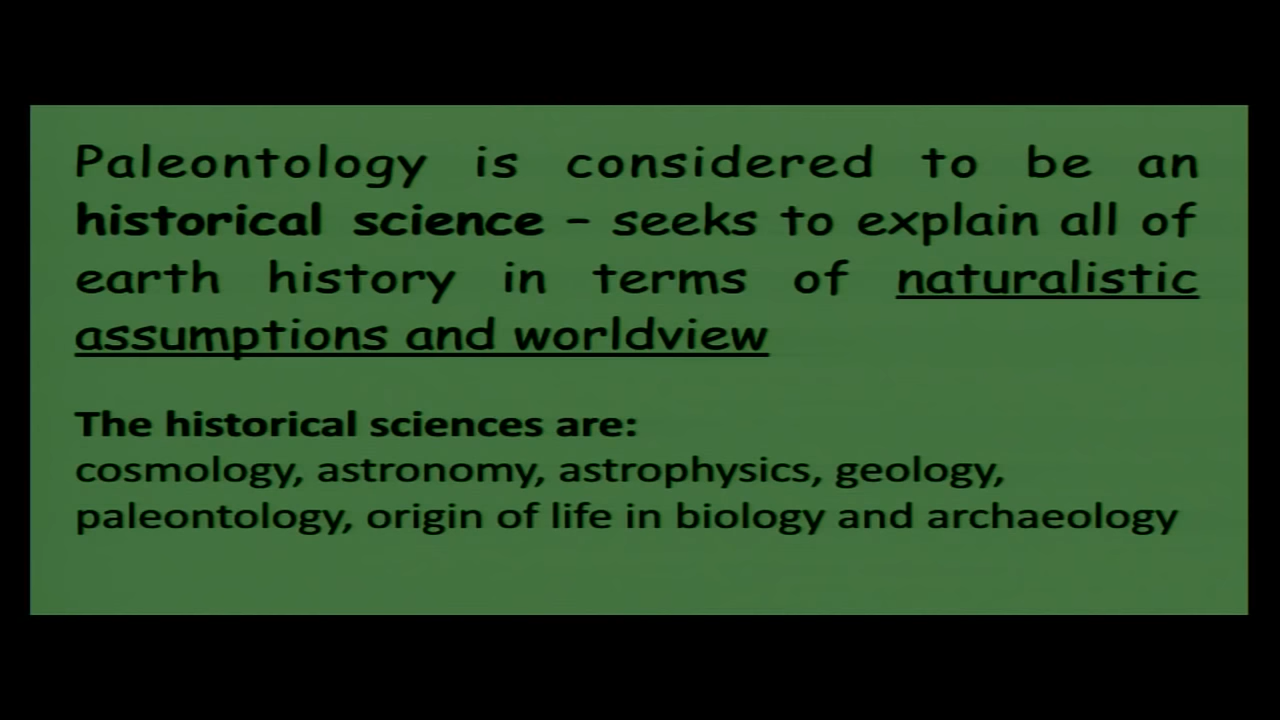 Paleontology is considered to be an
historical science – seeks to explain all of
earth history in terms of naturalistic
assumptions and worldview
The historical sciences are:
cosmology, astronomy, astrophysics, geology,
paleontology, origin of life in biology and archaeology